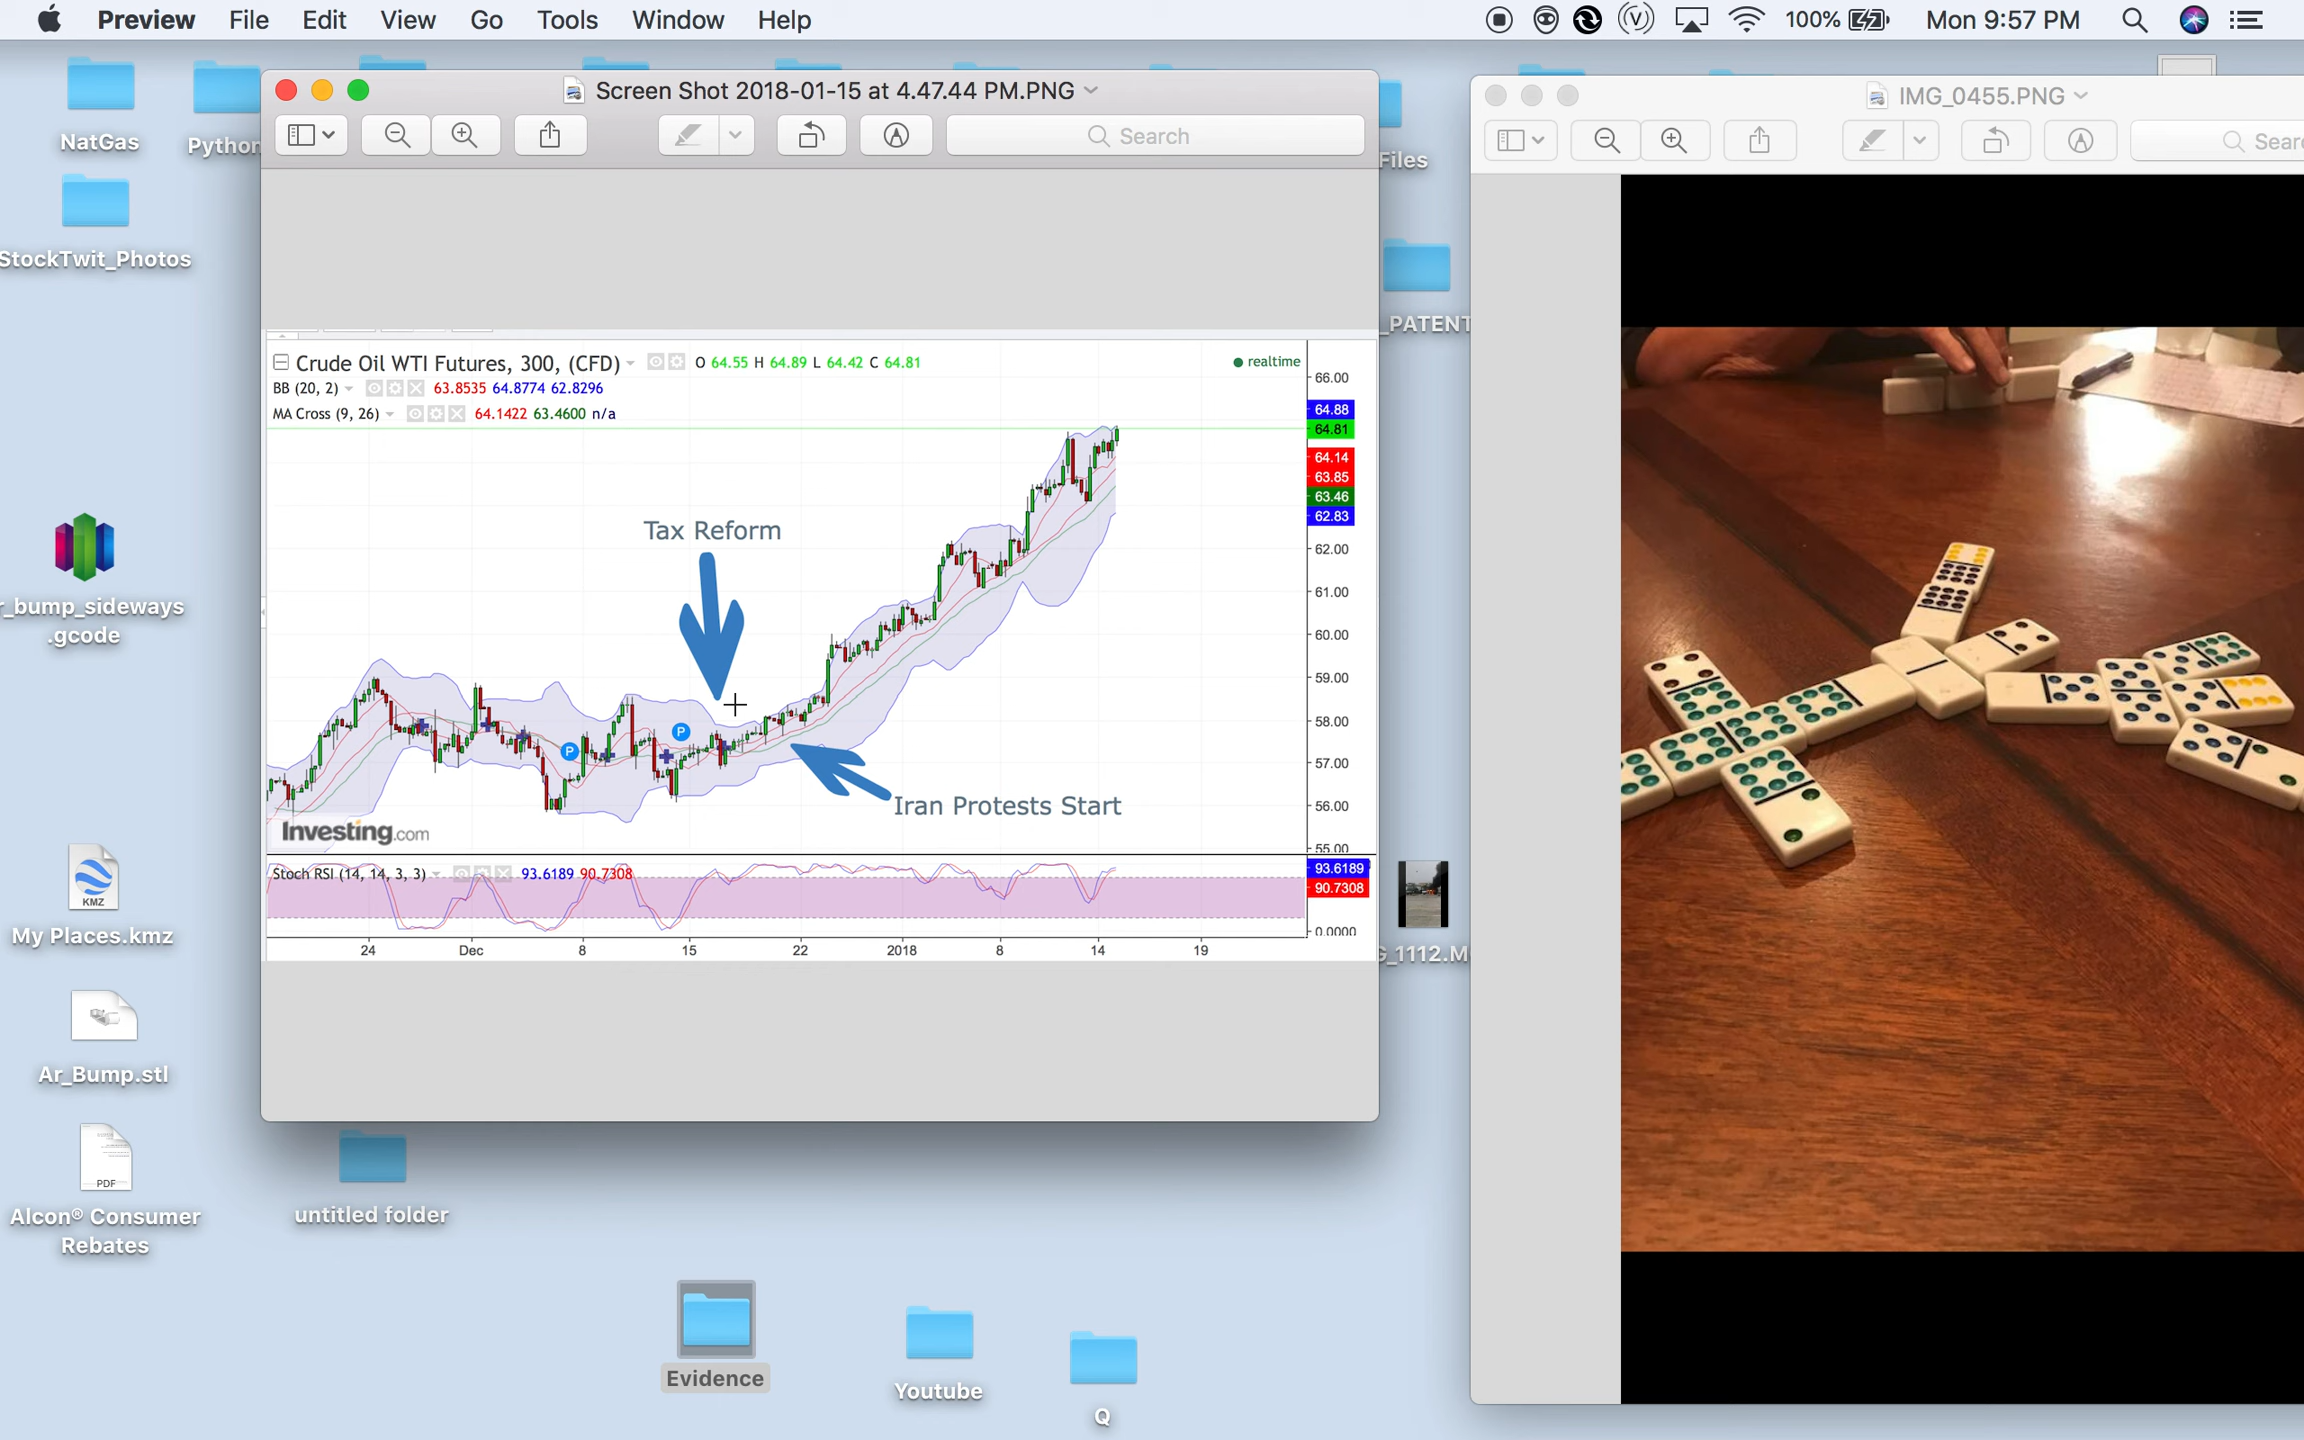 Preview File Edit View Go Tools Window Help 100% Mon 9:57 PM
NatGas
Python
StockTwit_Photos
r_bump_sideways
.gcode
My Places.kmz
KMZ
Ar_Bump.stl
PDF
Alcon® Consumer
Rebates
untitled folder
Evidence
Youtube
Q
Files
_PATENT
G_1112.M
Screen Shot 2018-01-15 at 4.47.44 PM.PNG
Search
Crude Oil WTI Futures, 300, (CFD) O 64.55 H 64.89 L 64.42 C 64.81 realtime
BB (20, 2) 63.8535 64.8774 62.8296
MA Cross (9, 26) 64.1422 63.4600 n/a
66.00
64.88
64.81
64.14
63.85
63.46
62.83
62.00
61.00
60.00
59.00
58.00
57.00
56.00
55.00
Tax Reform
P
P
Iran Protests Start
Investing.com
Stoch RSI (14, 14, 3, 3) 93.6189 90.7308
93.6189
90.7308
0.0000
24 Dec 8 15 22 2018 8 14 19
IMG_0455.PNG
Sear